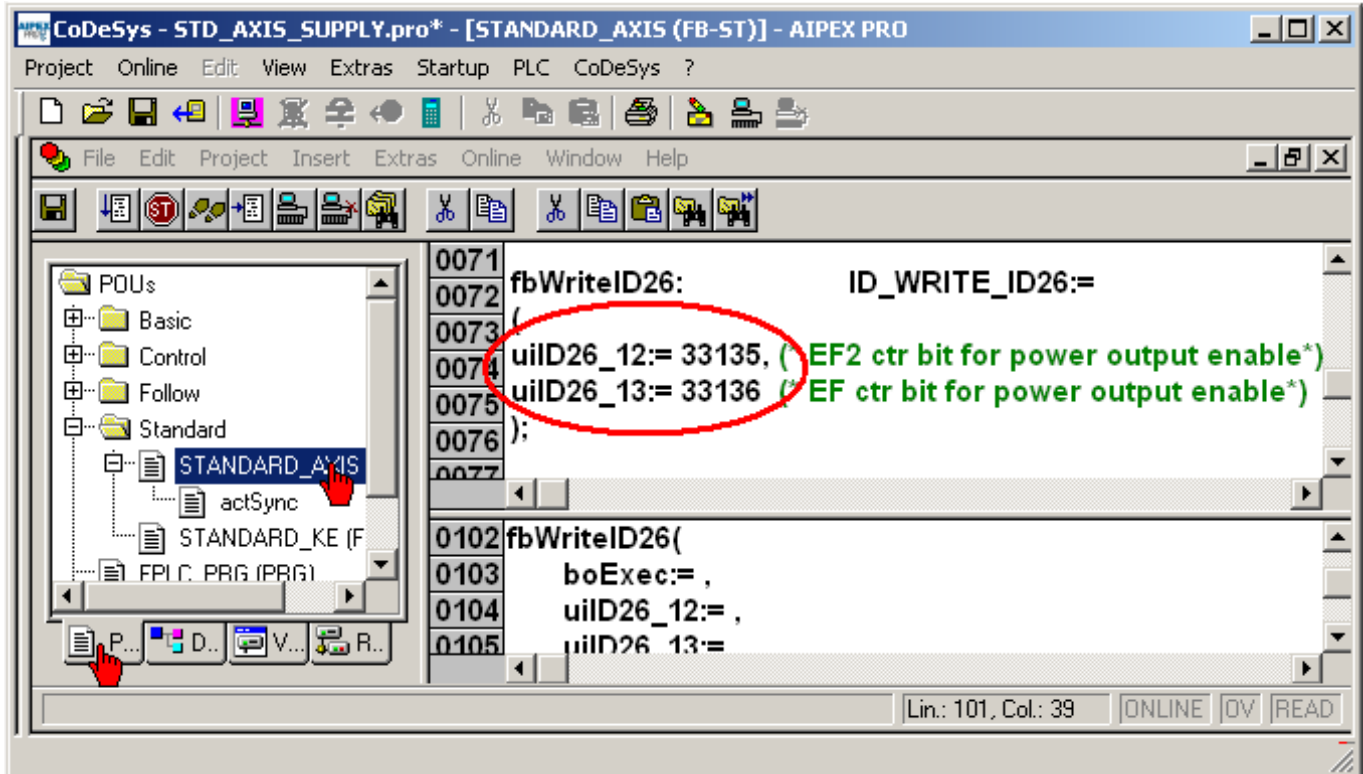 CoDeSys - STD_AXIS_SUPPLY.pro* - [STANDARD_AXIS (FB-ST)] - AIPEX PRO
Project Online Edit View Extras Startup PLC CoDeSys ?
File Edit Project Insert Extras Online Window Help
POUs
Basic
Control
Follow
Standard
STANDARD_AXIS
actSync
STANDARD_KE (F
FPLC_PRG (PRG)
P... D.. V... R..
0071
0072 fbWriteID26: ID_WRITE_ID26:=
0073 (
0074 uiID26_12:= 33135, (* EF2 ctr bit for power output enable*)
0075 uiID26_13:= 33136 (* EF ctr bit for power output enable*)
0076 );
0077
0102 fbWriteID26(
0103 boExec:= ,
0104 uiID26_12:= ,
0105 uiID26_13:=
Lin.: 101, Col.: 39 ONLINE OV READ